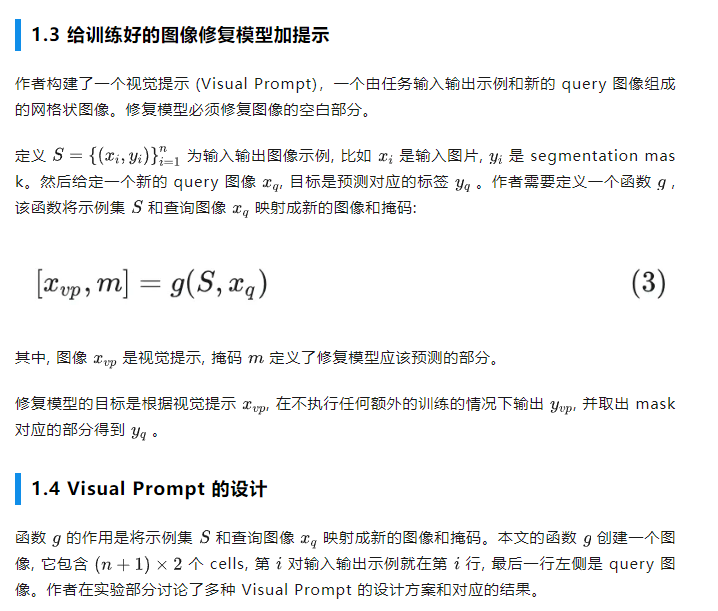 1.3 给训练好的图像修复模型加提示
作者构建了一个视觉提示 (Visual Prompt)，一个由任务输入输出示例和新的 query 图像组成
的网格状图像。修复模型必须修复图像的空白部分。
定义 $S = \{(x_i, y_i)\}_{i=1}^n$ 为输入输出图像示例, 比如 $x_i$ 是输入图片, $y_i$ 是 segmentation mas
k。然后给定一个新的 query 图像 $x_q$, 目标是预测对应的标签 $y_q$ 。作者需要定义一个函数 $g$ ,
该函数将示例集 $S$ 和查询图像 $x_q$ 映射成新的图像和掩码:
$[x_{vp}, m] = g(S, x_q)$ (3)
其中, 图像 $x_{vp}$ 是视觉提示, 掩码 $m$ 定义了修复模型应该预测的部分。
修复模型的目标是根据视觉提示 $x_{vp}$, 在不执行任何额外的训练的情况下输出 $y_{vp}$, 并取出 mask
对应的部分得到 $y_q$ 。
1.4 Visual Prompt 的设计
函数 $g$ 的作用是将示例集 $S$ 和查询图像 $x_q$ 映射成新的图像和掩码。本文的函数 $g$ 创建一个图
像, 它包含 $(n+1) \times 2$ 个 cells, 第 $i$ 对输入输出示例就在第 $i$ 行, 最后一行左侧是 query 图
像。作者在实验部分讨论了多种 Visual Prompt 的设计方案和对应的结果。